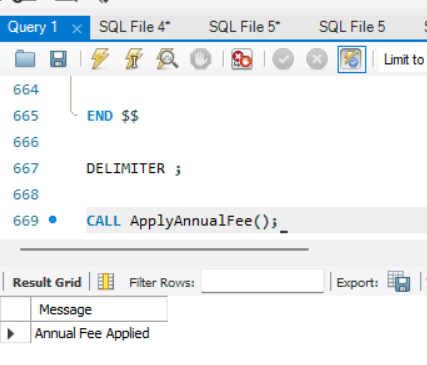 Query 1 × SQL File 4* SQL File 5* SQL File 5
Limit to
664
665 END $$
666
667 DELIMITER ;
668
669 CALL ApplyAnnualFee();
Result Grid Filter Rows: Export:
Message
Annual Fee Applied